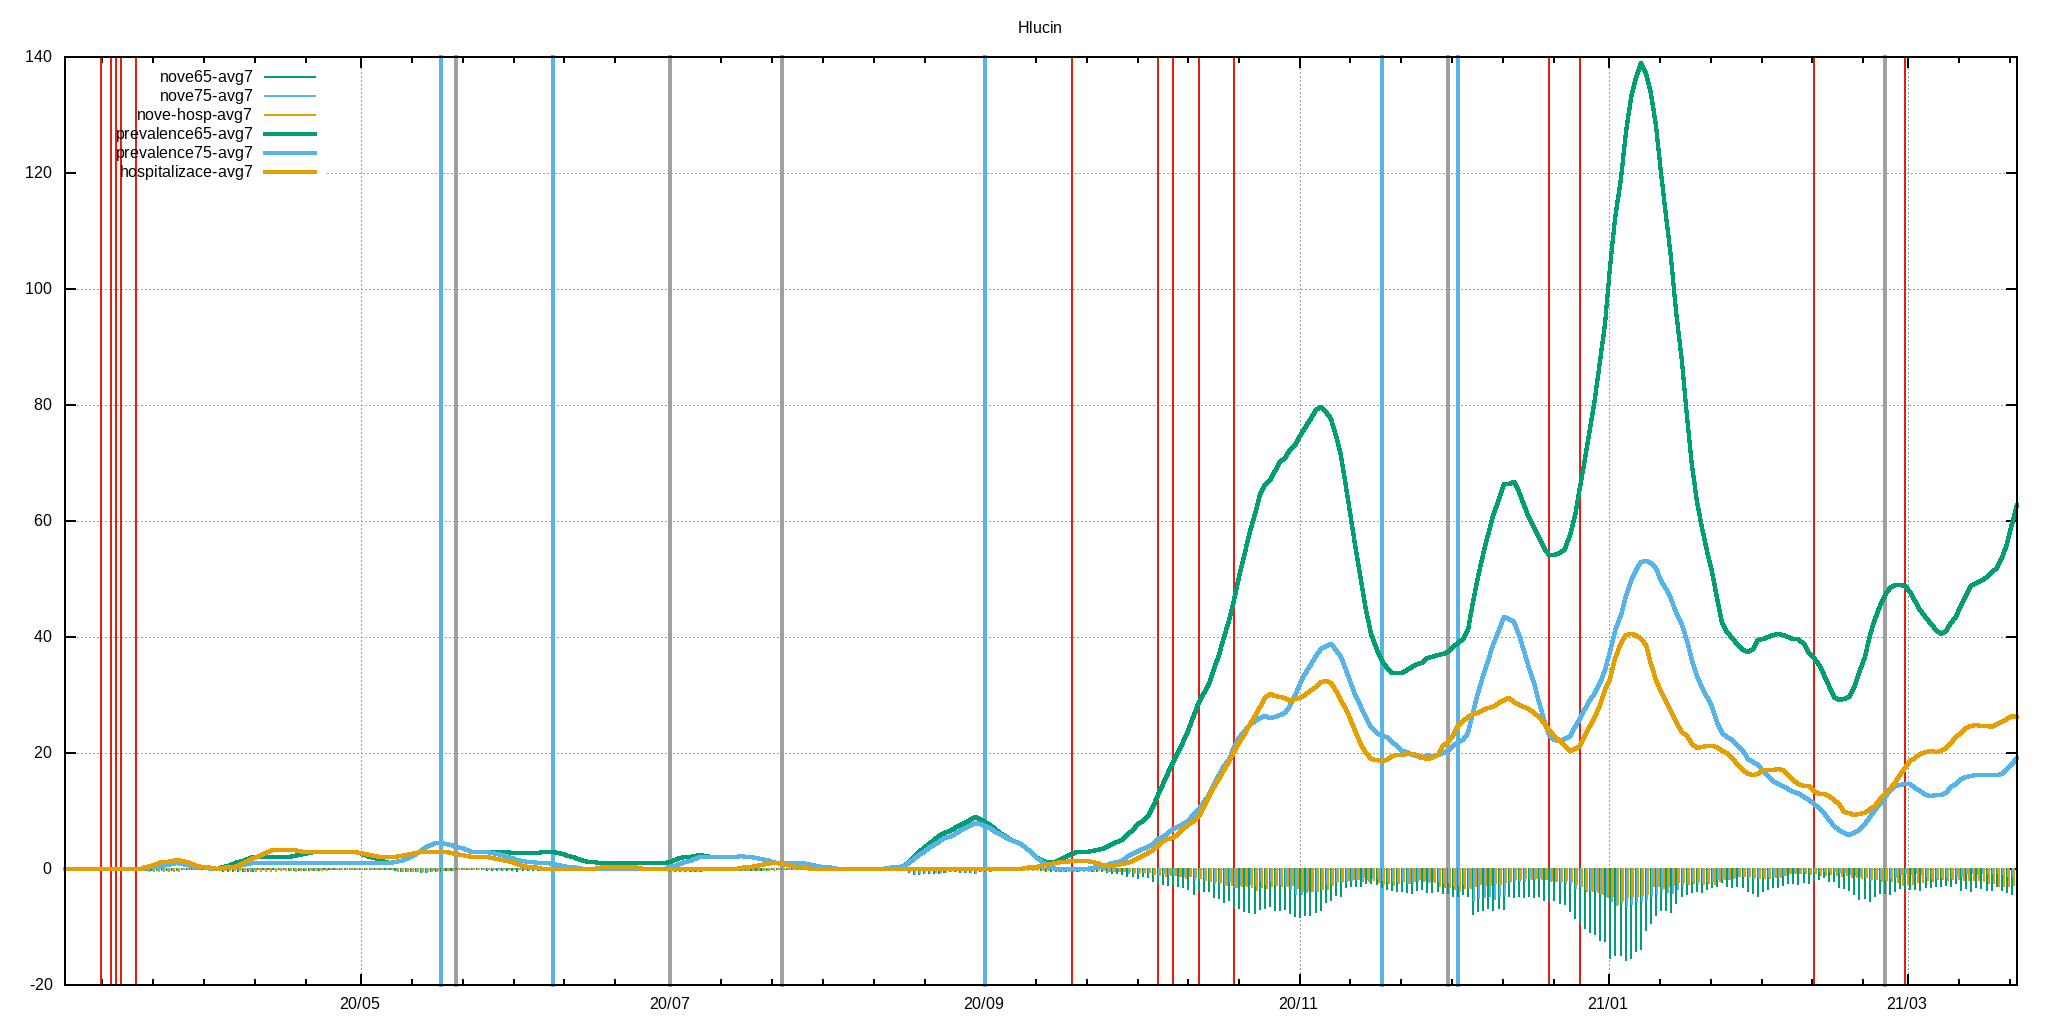 Hlucin
140
nove65-avg7
nove75-avg7
nove-hosp-avg7
prevalence65-avg7
prevalence75-avg7
hospitalizace-avg7
120
100
80
60
40
20
0
-20
20/05 20/07 20/09 20/11 21/01 21/03